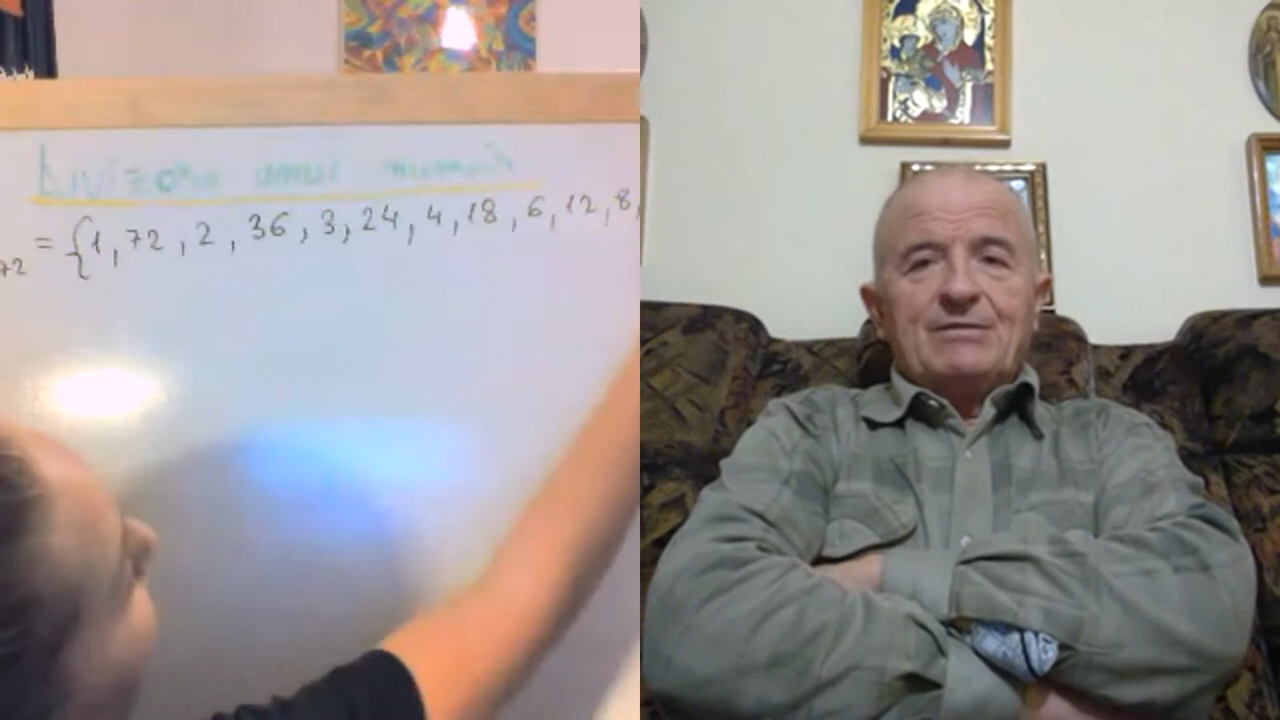 Divizorii unui număr
72 = {1, 72, 2, 36, 3, 24, 4, 18, 6, 12, 8,